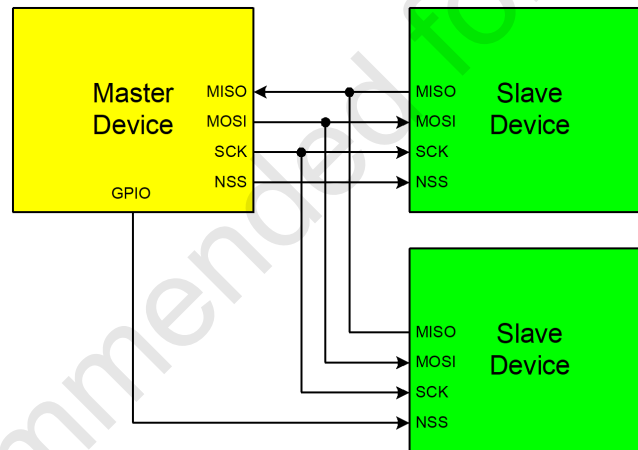 Master
Device
MISO
MOSI
SCK
NSS
GPIO
MISO
MOSI
SCK
NSS
Slave
Device
MISO
MOSI
SCK
NSS
Slave
Device